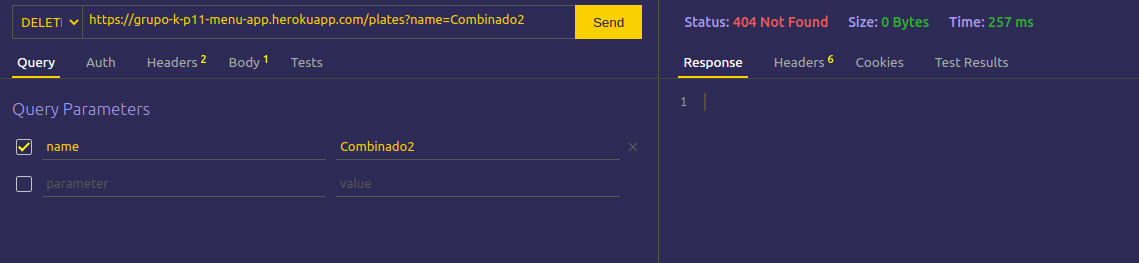 DELETE https://grupo-k-p11-menu-app.herokuapp.com/plates?name=Combinado2 Send
Query Auth Headers 2 Body 1 Tests
Query Parameters
name Combinado2
parameter value
Status: 404 Not Found Size: 0 Bytes Time: 257 ms
Response Headers 6 Cookies Test Results
1